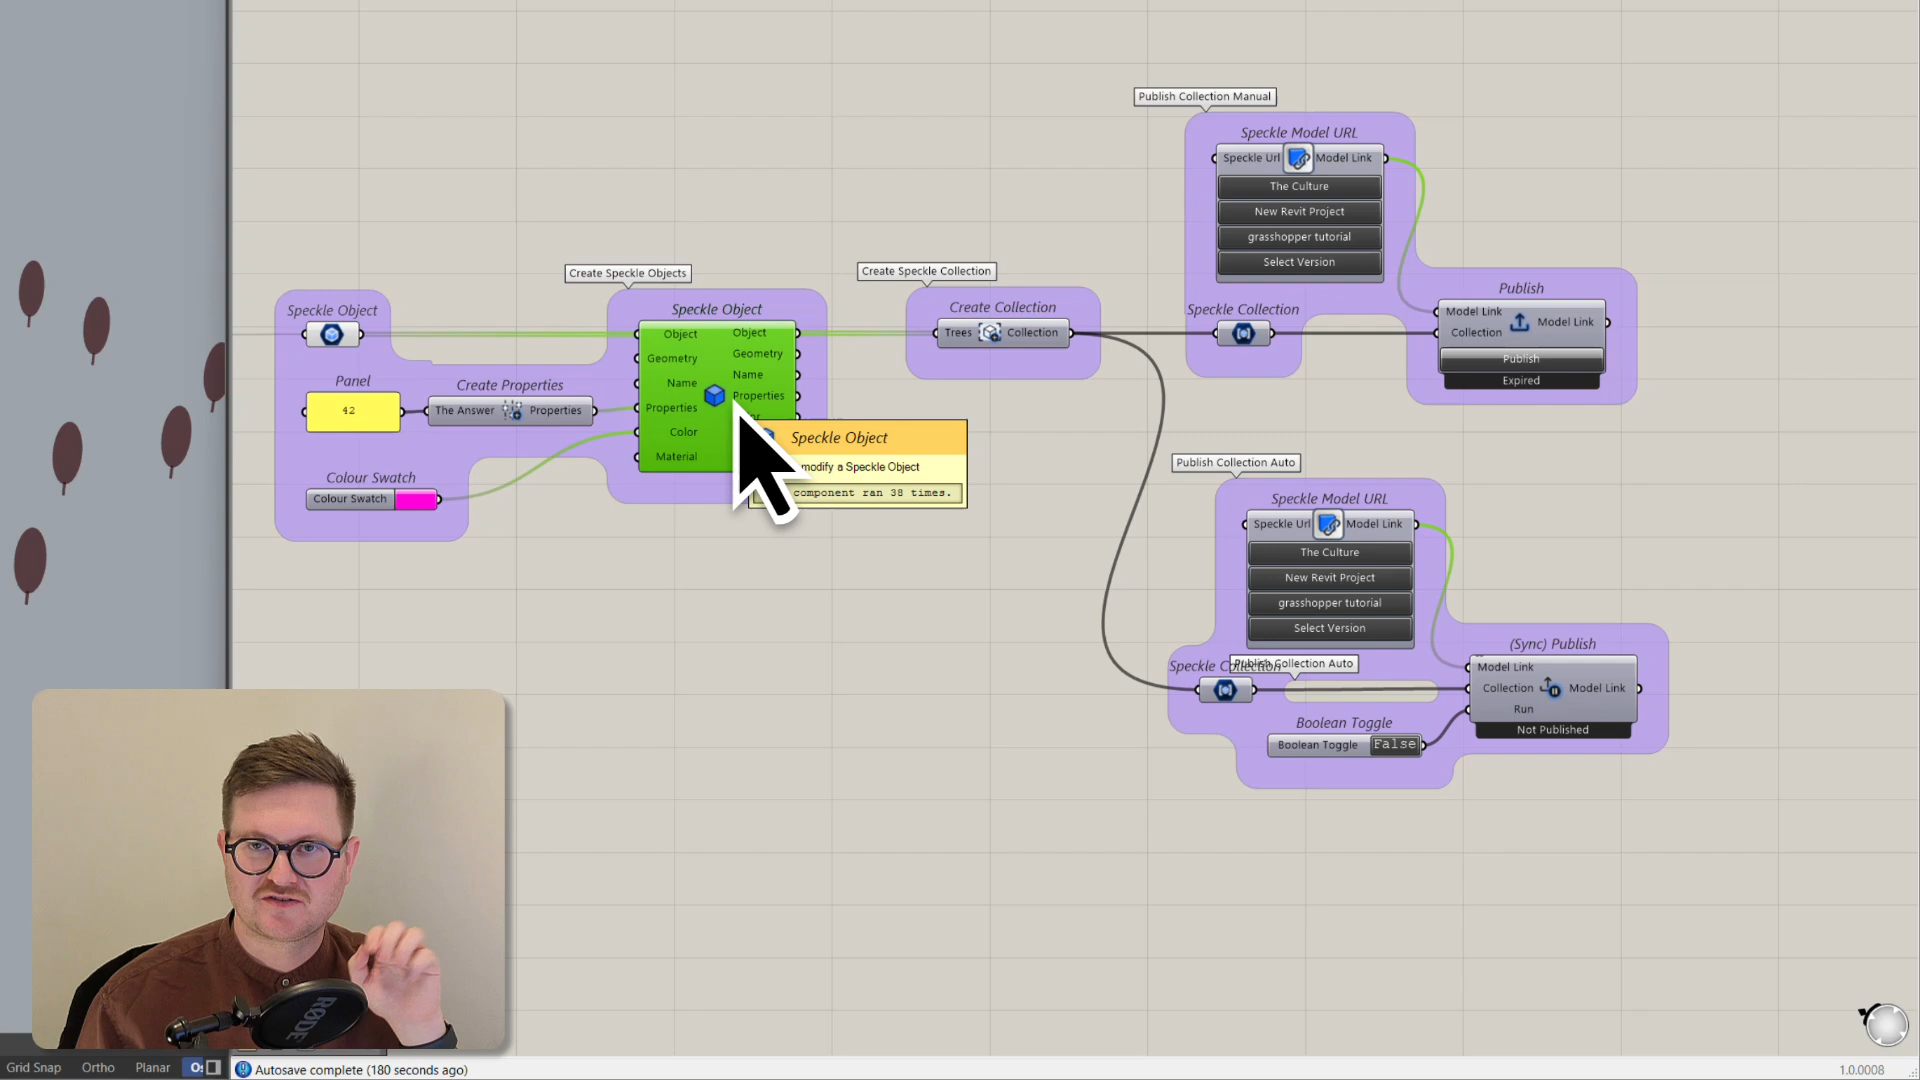 Publish Collection Manual
Speckle Model URL
Speckle Url Model Link
The Culture
New Revit Project
grasshopper tutorial
Select Version
Create Speckle Objects
Create Speckle Collection
Speckle Object
Speckle Object
Object Object
Geometry Geometry
Name Name
Properties Properties
Color
Material
Create Collection
Trees Collection
Speckle Collection
Publish
Model Link
Collection
Model Link
Publish
Expired
Panel
42
Create Properties
The Answer Properties
Colour Swatch
Colour Swatch
Speckle Object
modify a Speckle Object
component ran 38 times.
Publish Collection Auto
Speckle Model URL
Speckle Url Model Link
The Culture
New Revit Project
grasshopper tutorial
Select Version
Publish Collection Auto
Speckle
(Sync) Publish
Model Link
Collection Model Link
Run
Not Published
Boolean Toggle
Boolean Toggle False
RØDE
Grid Snap Ortho Planar Os
Autosave complete (180 seconds ago)
1.0.0008